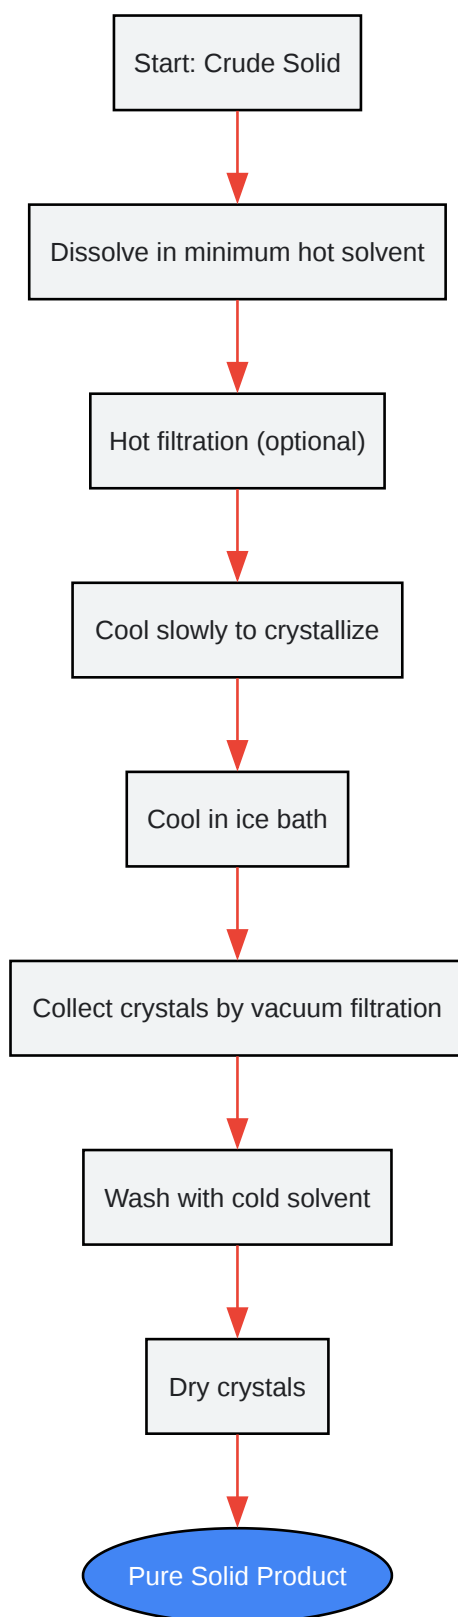 Start: Crude Solid
Dissolve in minimum hot solvent
Hot filtration (optional)
Cool slowly to crystallize
Cool in ice bath
Collect crystals by vacuum filtration
Wash with cold solvent
Dry crystals
Pure Solid Product